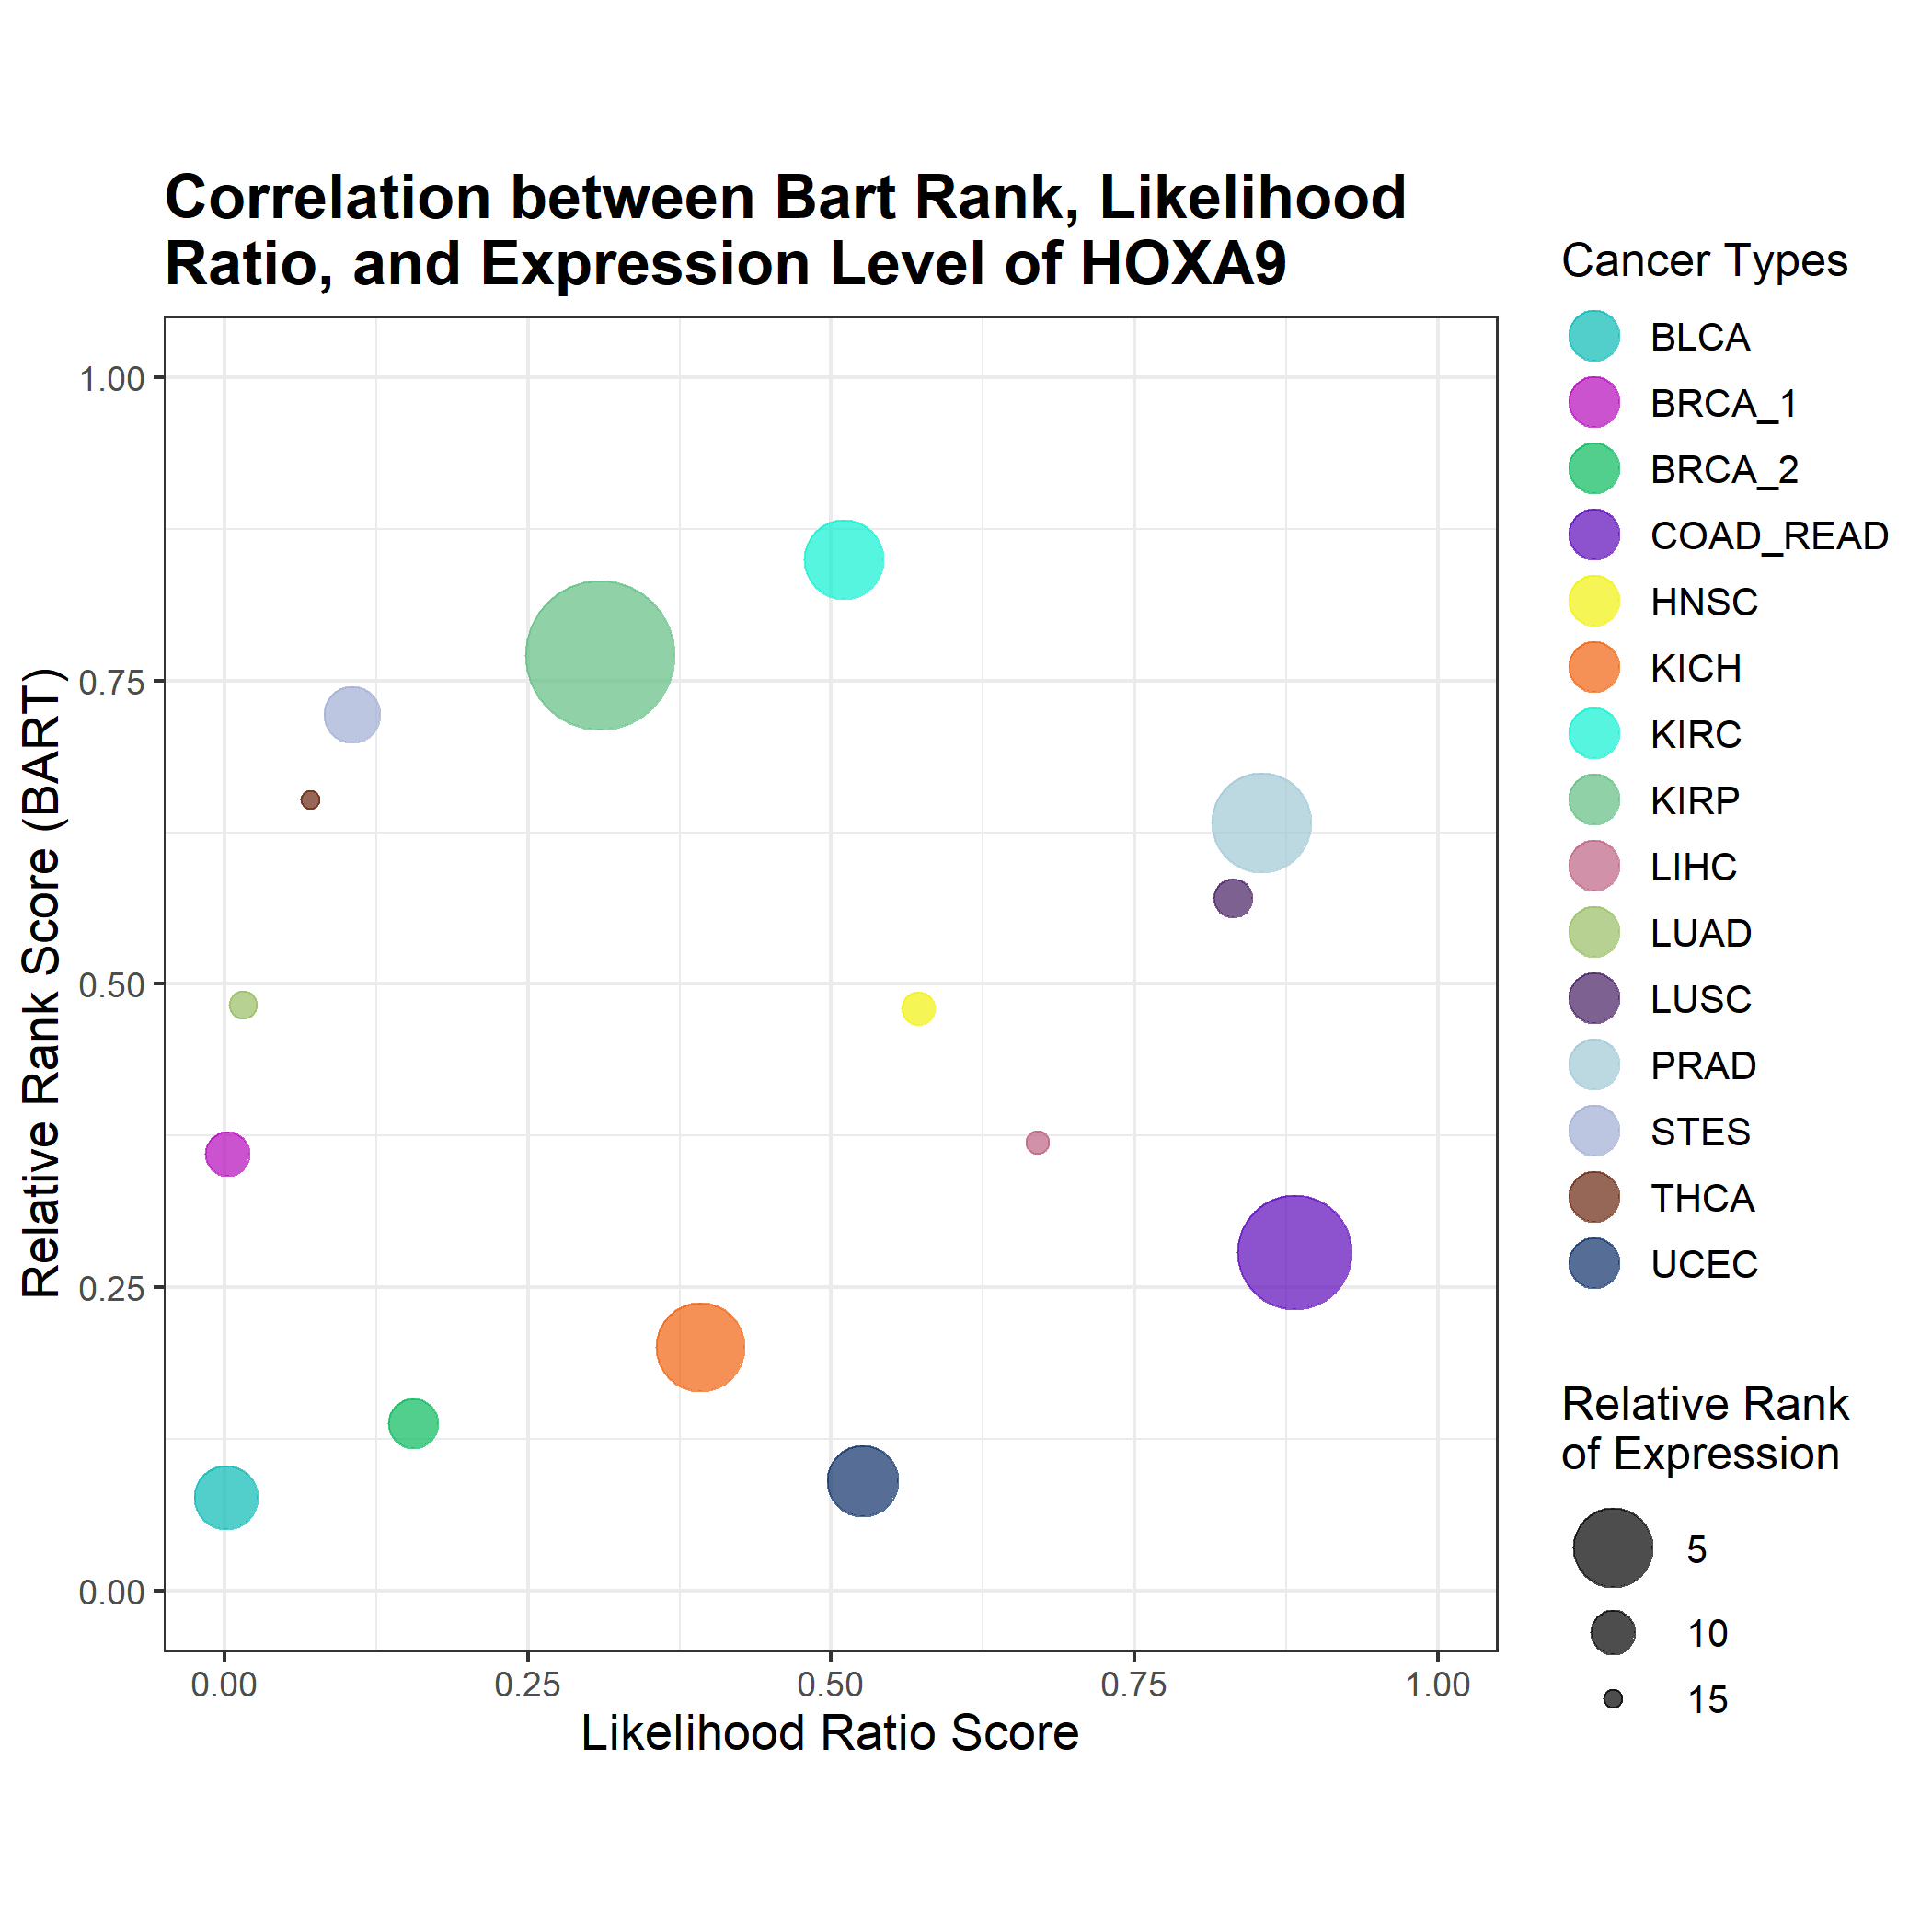 Correlation between Bart Rank, Likelihood
Ratio, and Expression Level of HOXA9
Relative Rank Score (BART)
1.00
0.75
0.50
0.25
0.00
0.00
0.25
0.50
0.75
1.00
Likelihood Ratio Score
Cancer Types
BLCA
BRCA_1
BRCA_2
COAD_READ
HNSC
KICH
KIRC
KIRP
LIHC
LUAD
LUSC
PRAD
STES
THCA
UCEC
Relative Rank
of Expression
5
10
15